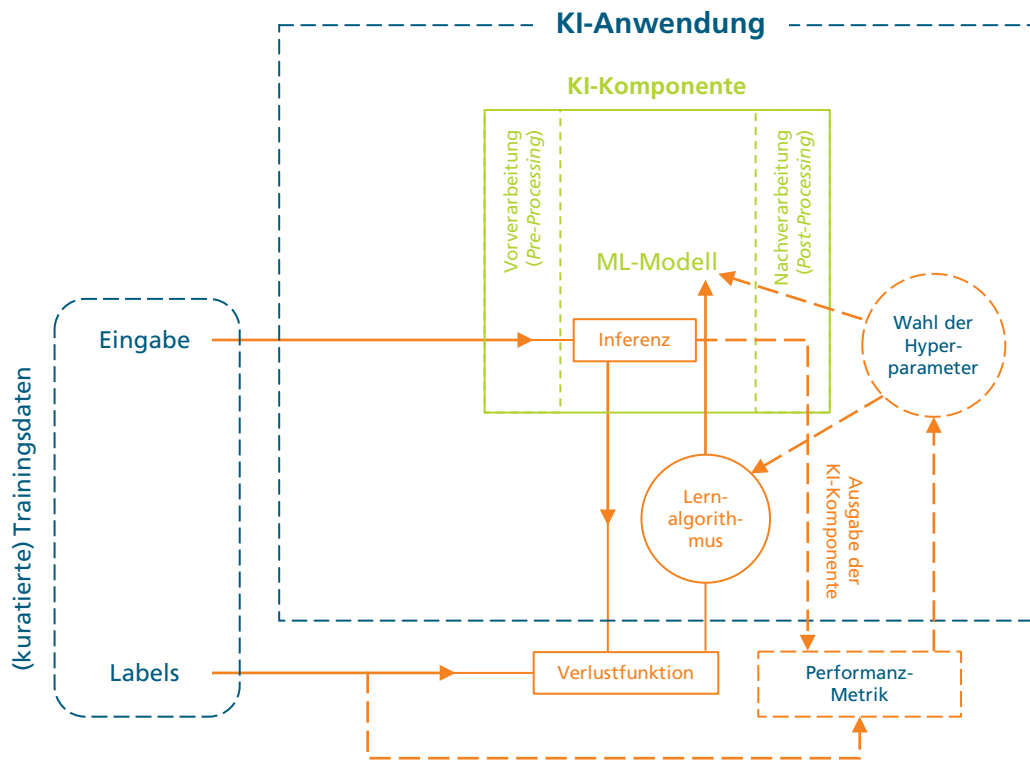 KI-Anwendung
KI-Komponente
Vorverarbeitung
(Pre-Processing)
Nachverarbeitung
(Post-Processing)
ML-Modell
Eingabe
Inferenz
Wahl der
Hyper-
parameter
(kuratierte) Trainingsdaten
Lern-
algorith-
mus
Ausgabe der
KI-Komponente
Labels
Verlustfunktion
Performanz-
Metrik